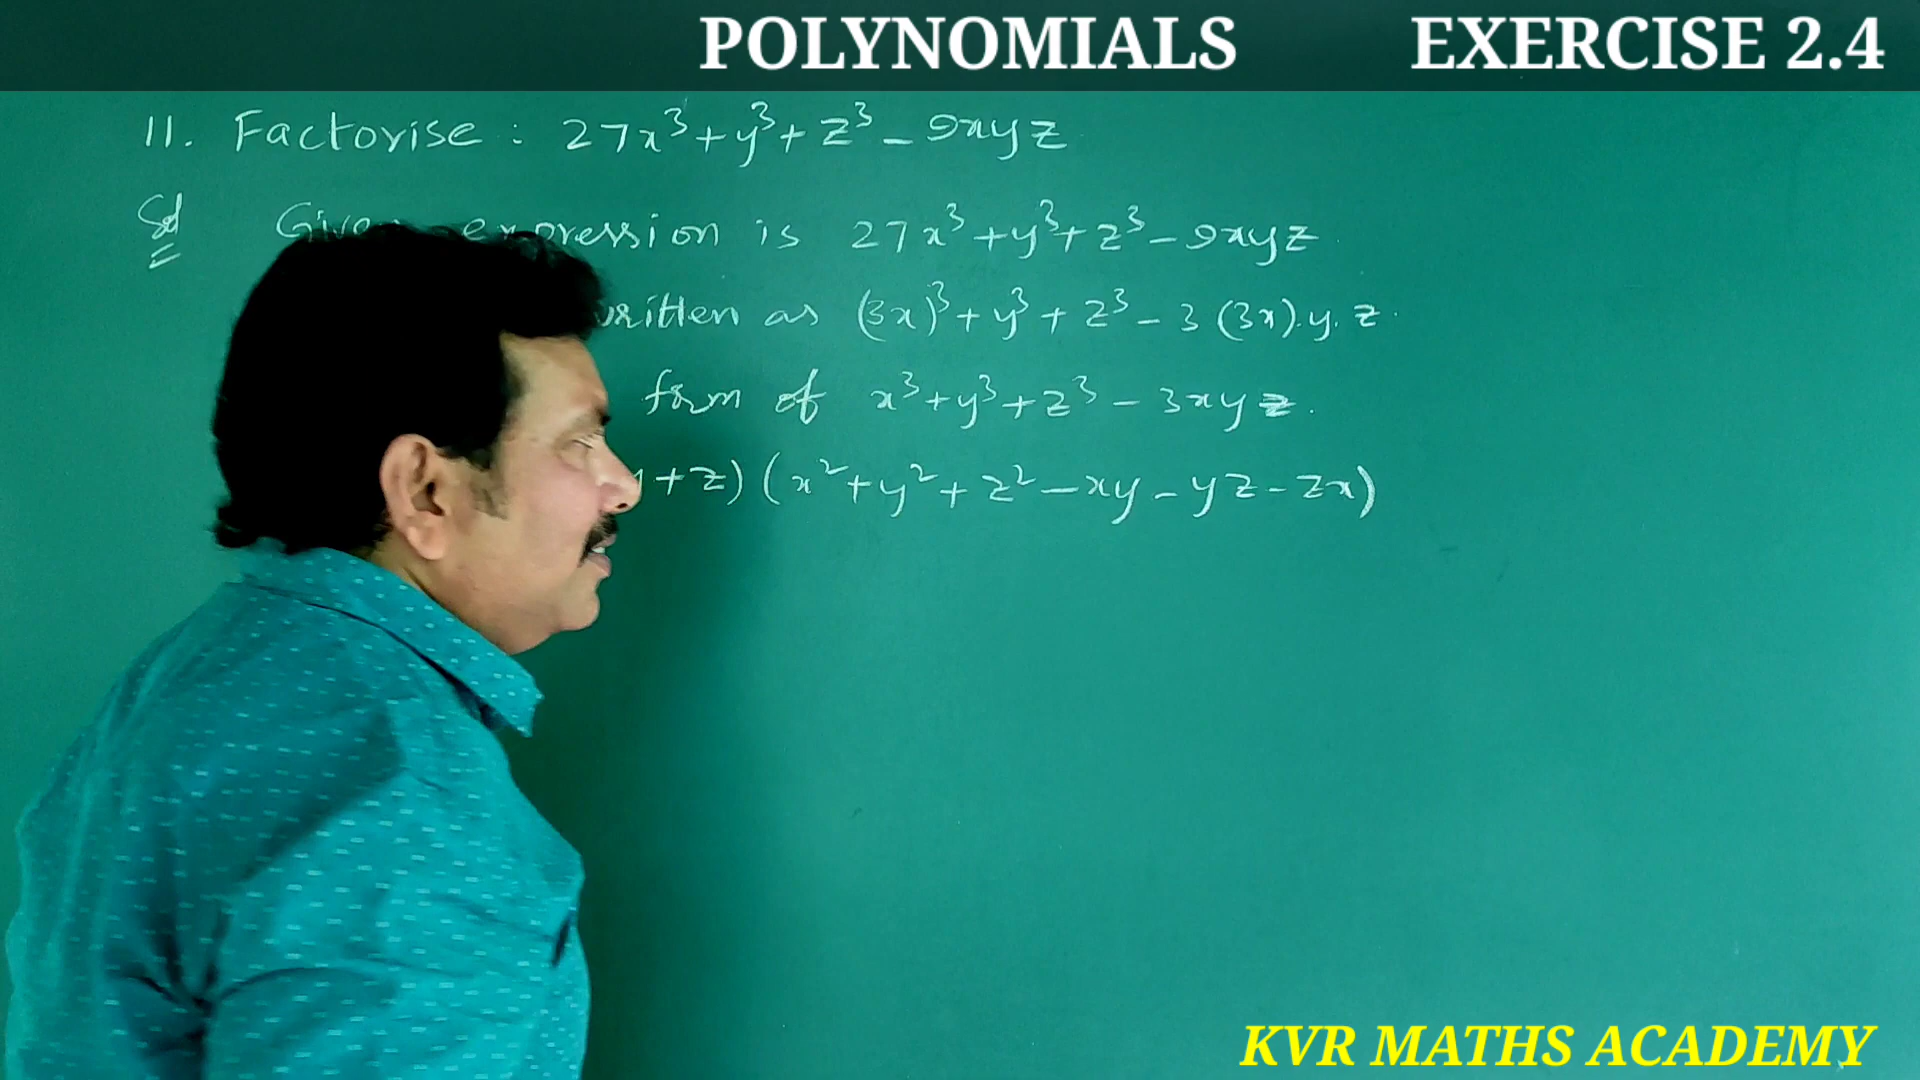 POLYNOMIALS EXERCISE 2.4
11. Factorise : 27x³+y³+z³-9xyz
Sol expression is 27x³+y³+z³-9xyz
written as (3x)³+y³+z³-3(3x).y.z.
form of x³+y³+z³-3xyz.
+z)(x²+y²+z²-xy-yz-zx)
KVR MATHS ACADEMY